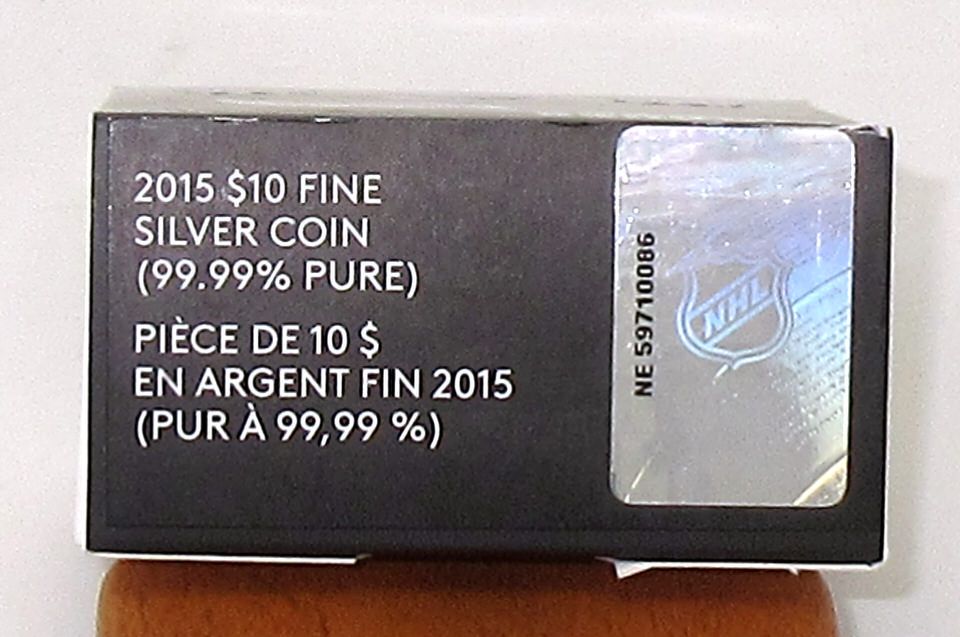 2015 $10 FINE
SILVER COIN
(99.99% PURE)
PIÈCE DE 10 $
EN ARGENT FIN 2015
(PUR À 99,99 %)
NE 59710086
NHL